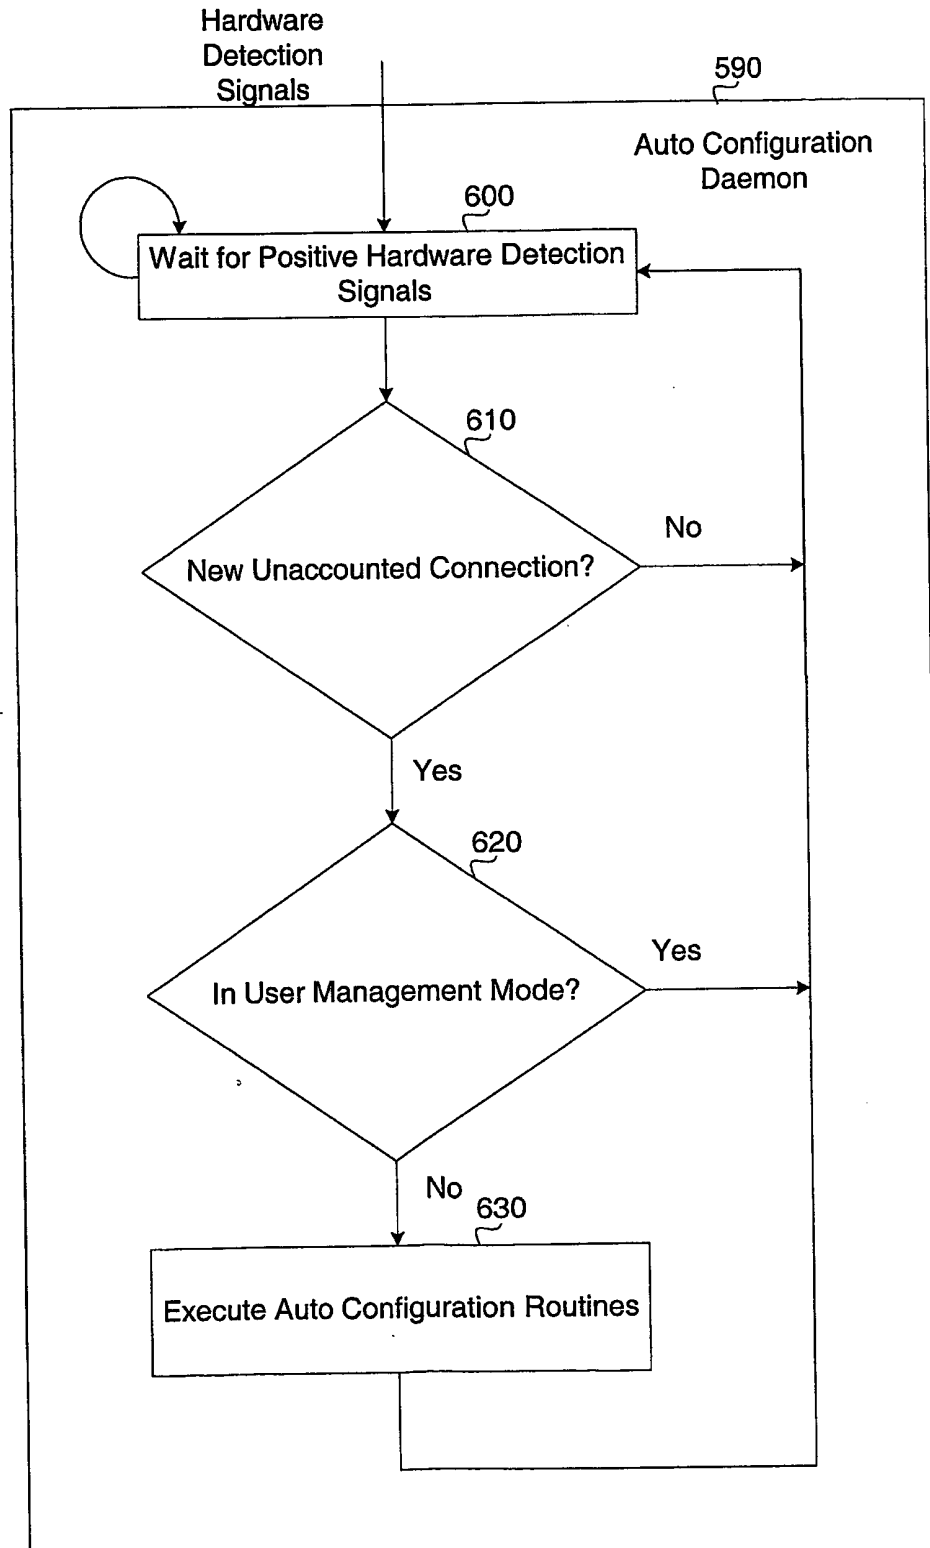 Hardware
Detection
Signals
590
Auto Configuration
Daemon
600
Wait for Positive Hardware Detection
Signals
610
New Unaccounted Connection?
No
Yes
620
In User Management Mode?
Yes
No
630
Execute Auto Configuration Routines